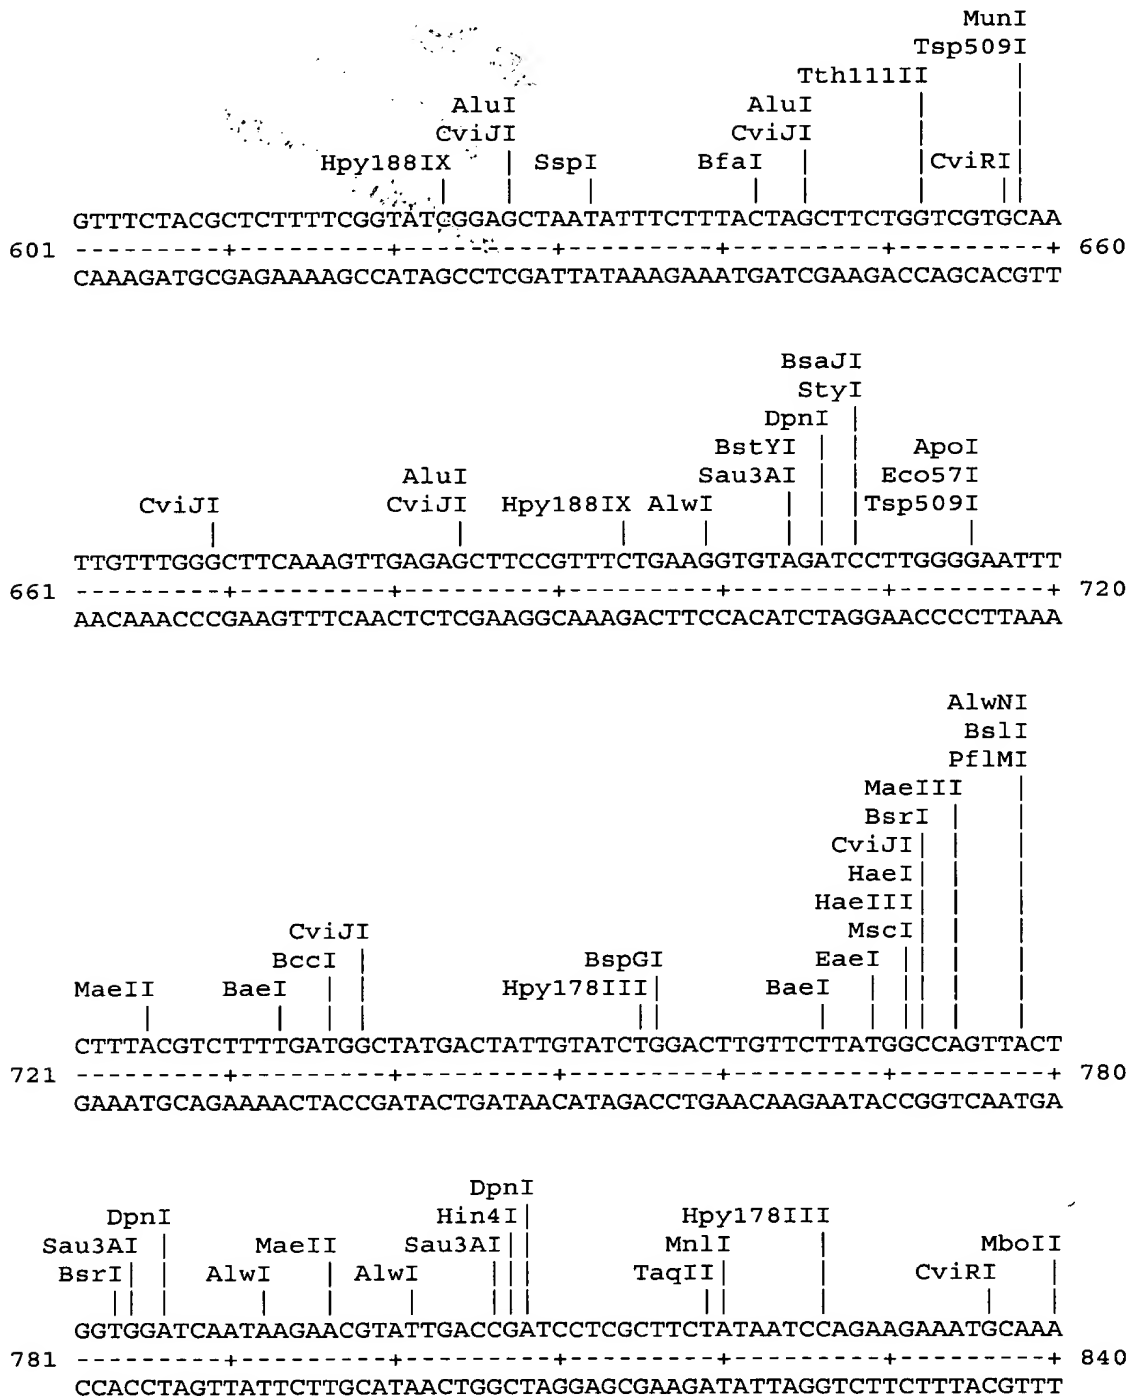 MunI
Tsp509I
Tth111II
AluI AluI
CviJI CviJI
Hpy188IX SspI BfaI CviRI
GTTTCTACGCTCTTTTCGGTATCGGGAGCTAATATTTCTTTACTAGCTTCTGGTCGTGCAA
601 ---------+---------+---------+---------+---------+---------+ 660
CAAAGATGCGAGAAAAGCCATAGCCTCGATTATAAAGAAATGATCGAAGACCAGCACGTT
BsaJI
StyI
DpnI
BstYI ApoI
AluI Sau3AI Eco57I
CviJI CviJI Hpy188IX AlwI Tsp509I
TTGTTTGGGCTTCAAAGTTGAGAGCTTCCGTTTCTGAAGGTGTAGATCCTTGGGGAATTT
661 ---------+---------+---------+---------+---------+---------+ 720
AACAAACCCGAAGTTTCAACTCTCGAAGGCAAAGACTTCCACATCTAGGAACCCCTTAAA
AlwNI
BslI
PflMI
MaeIII
BsrI
CviJI
HaeI
HaeIII
CviJI MscI
BccI BspGI EaeI
MaeII BaeI Hpy178III BaeI
CTTTACGTCTTTTGATGGCTATGACTATTGTATCTGGACTTGTTCTTATGGCCAGTTACT
721 ---------+---------+---------+---------+---------+---------+ 780
GAAATGCAGAAAACTACCGATACTGATAACATAGACCTGAACAAGAATACCGGTCAATGA
DpnI
DpnI Hin4I Hpy178III
Sau3AI MaeII Sau3AI MnlI MboII
BsrI AlwI AlwI TaqII CviRI
GGTGGATCAATAAGAACGTATTGACCGATCCTCGCTTCTATAATCCAGAAGAAATGCAAA
781 ---------+---------+---------+---------+---------+---------+ 840
CCACCTAGTTATTCTTGCATAACTGGCTAGGAGCGAAGATATTAGGTCTTCTTTACGTTT